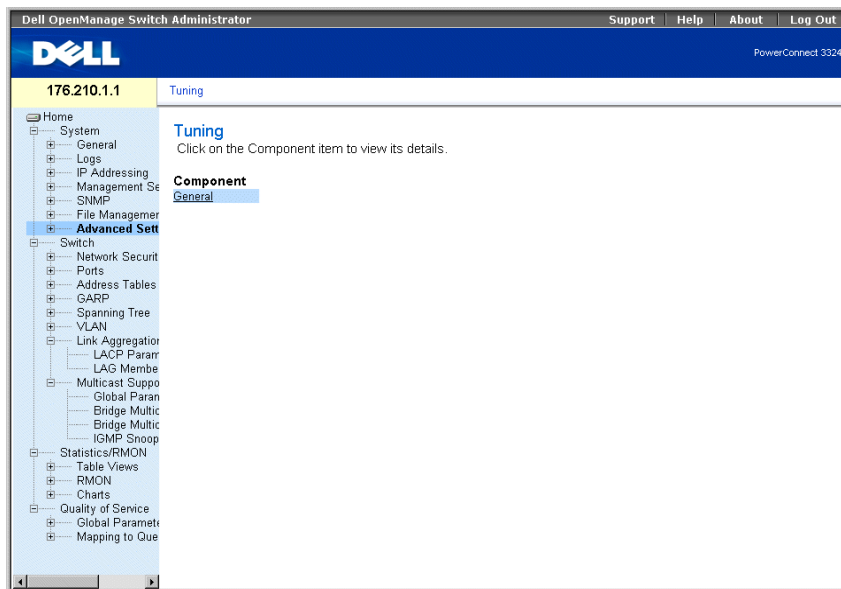 Dell OpenManage Switch Administrator
Support Help About Log Out
DELL
PowerConnect 3324
176.210.1.1
Tuning
Home
System
General
Logs
IP Addressing
Management Se
SNMP
File Managemer
Advanced Sett
Switch
Network Securit
Ports
Address Tables
GARP
Spanning Tree
VLAN
Link Aggregation
LACP Param
LAG Membe
Multicast Suppo
Global Paran
Bridge Multic
Bridge Multic
IGMP Snoop
Statistics/RMON
Table Views
RMON
Charts
Quality of Service
Global Paramete
Mapping to Que
Tuning
Click on the Component item to view its details.
Component
General